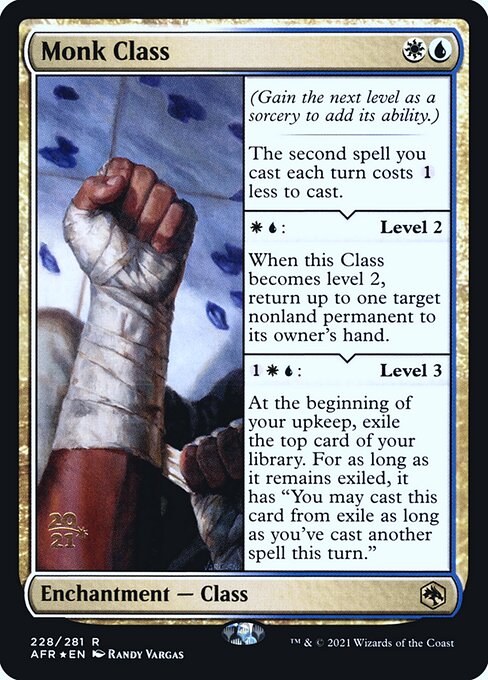 Monk Class
(Gain the next level as a
sorcery to add its ability.)
The second spell you
cast each turn costs 1
less to cast.
: Level 2
When this Class
becomes level 2,
return up to one target
nonland permanent to
its owner's hand.
1 : Level 3
At the beginning of
your upkeep, exile
the top card of your
library. For as long
as it remains exiled, it
has “You may cast this
card from exile as long
as you've cast another
spell this turn.”
20
21
Enchantment — Class
228/281 R
AFR EN Randy Vargas
™ & © 2021 Wizards of the Coast